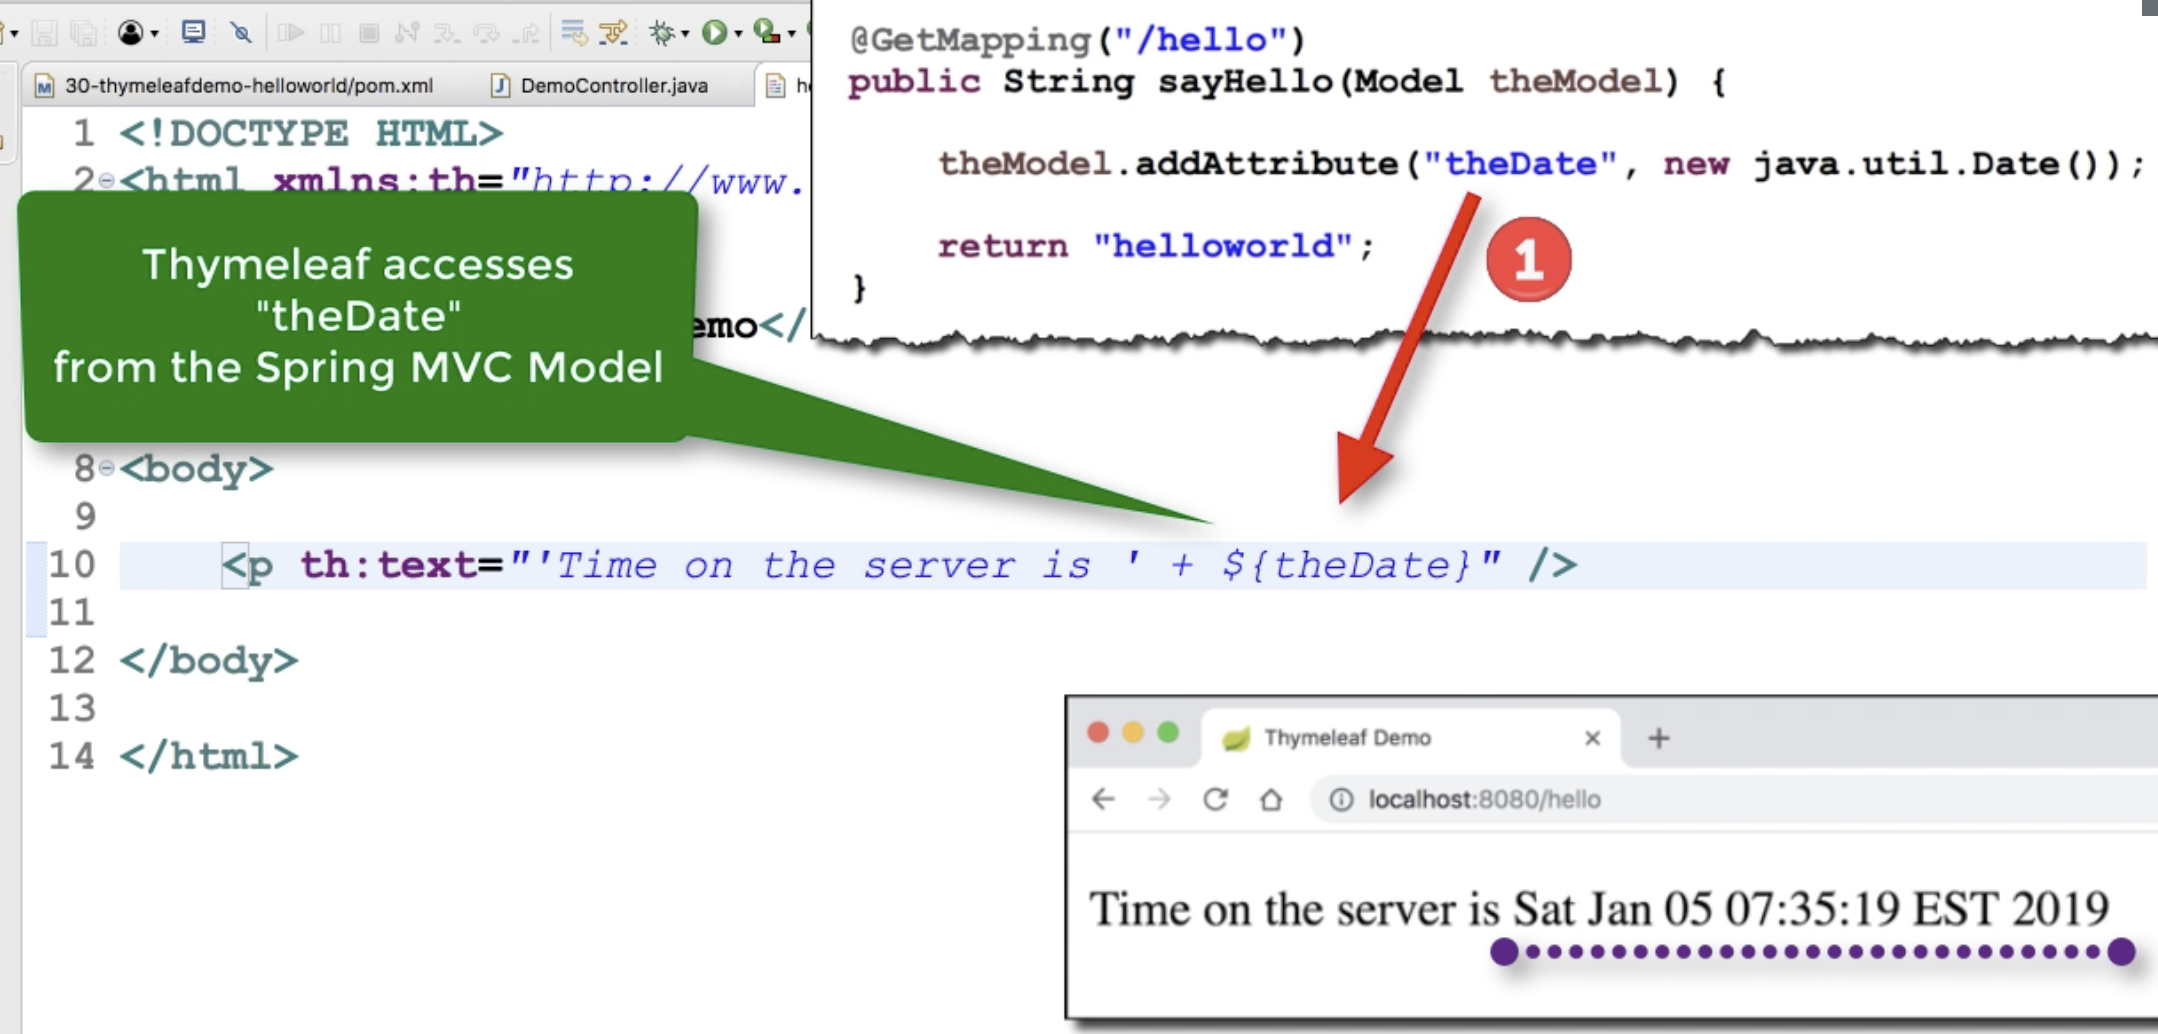 30-thymeleafdemo-helloworld/pom.xml
DemoController.java
1 <!DOCTYPE HTML>
2 <html xmlns:th="http://www.
@GetMapping("/hello")
public String sayHello(Model theModel) {
theModel.addAttribute("theDate", new java.util.Date());
return "helloworld";
}
1
Thymeleaf accesses
"theDate"
from the Spring MVC Model
emo</
8 <body>
9
10 <p th:text="'Time on the server is ' + ${theDate}" />
11
12 </body>
13
14 </html>
Thymeleaf Demo
localhost:8080/hello
Time on the server is Sat Jan 05 07:35:19 EST 2019